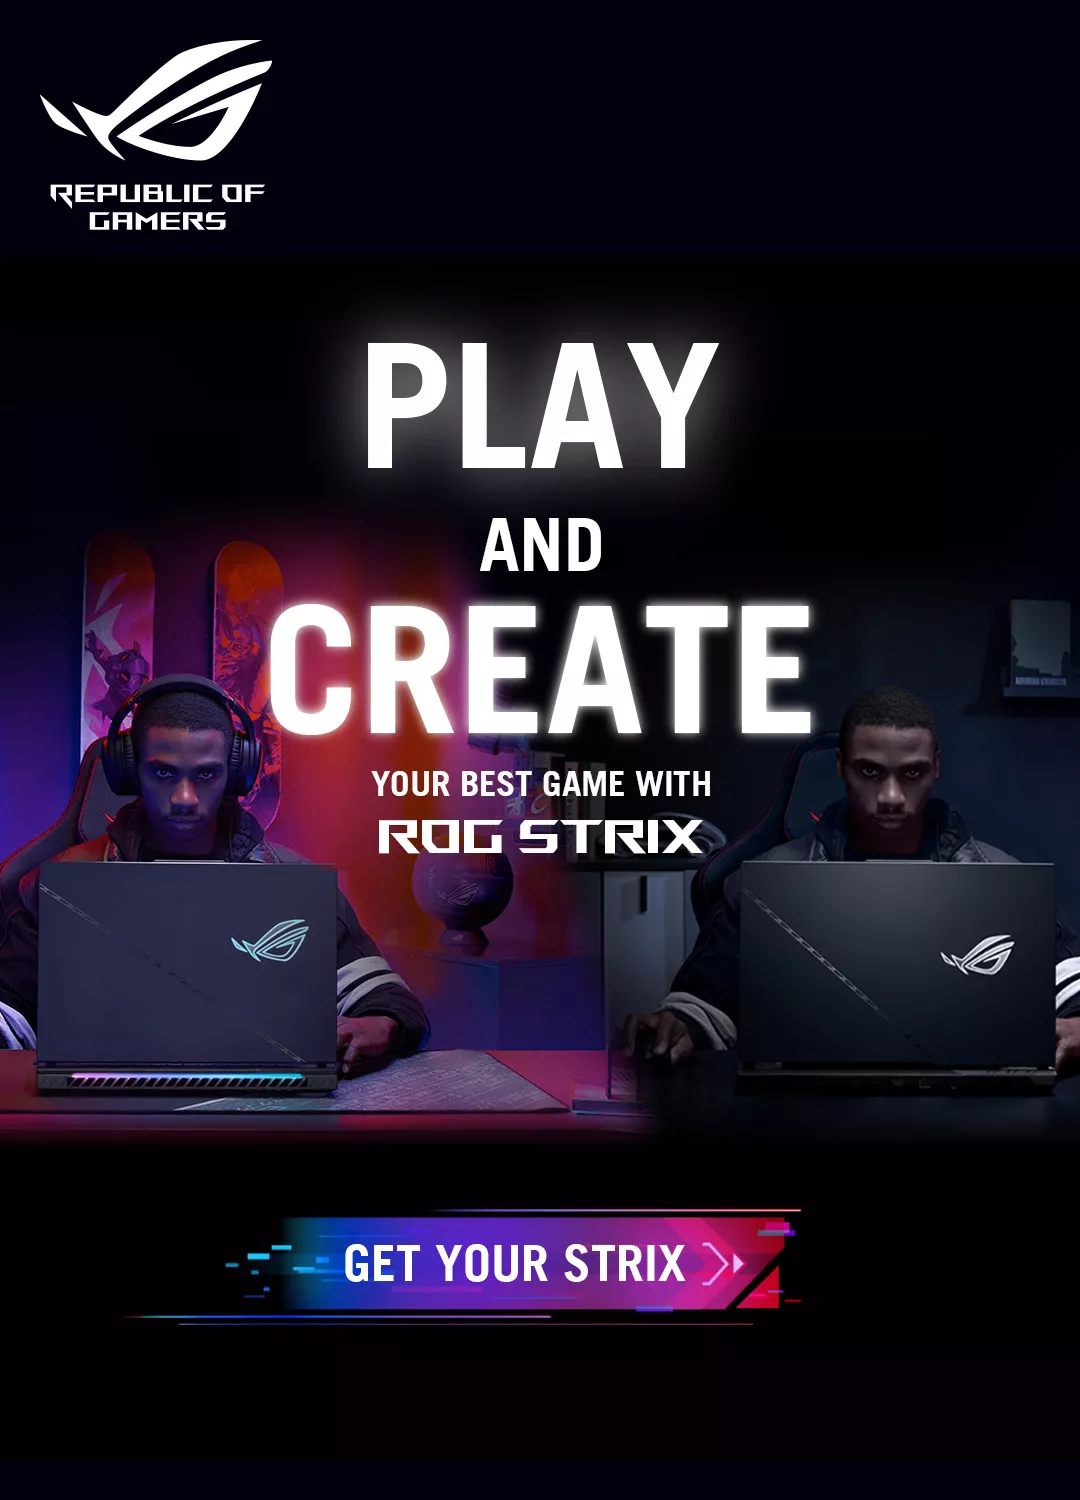 REPUBLIC OF
GAMERS
PLAY
AND
CREATE
YOUR BEST GAME WITH
ROG STRIX
GET YOUR STRIX